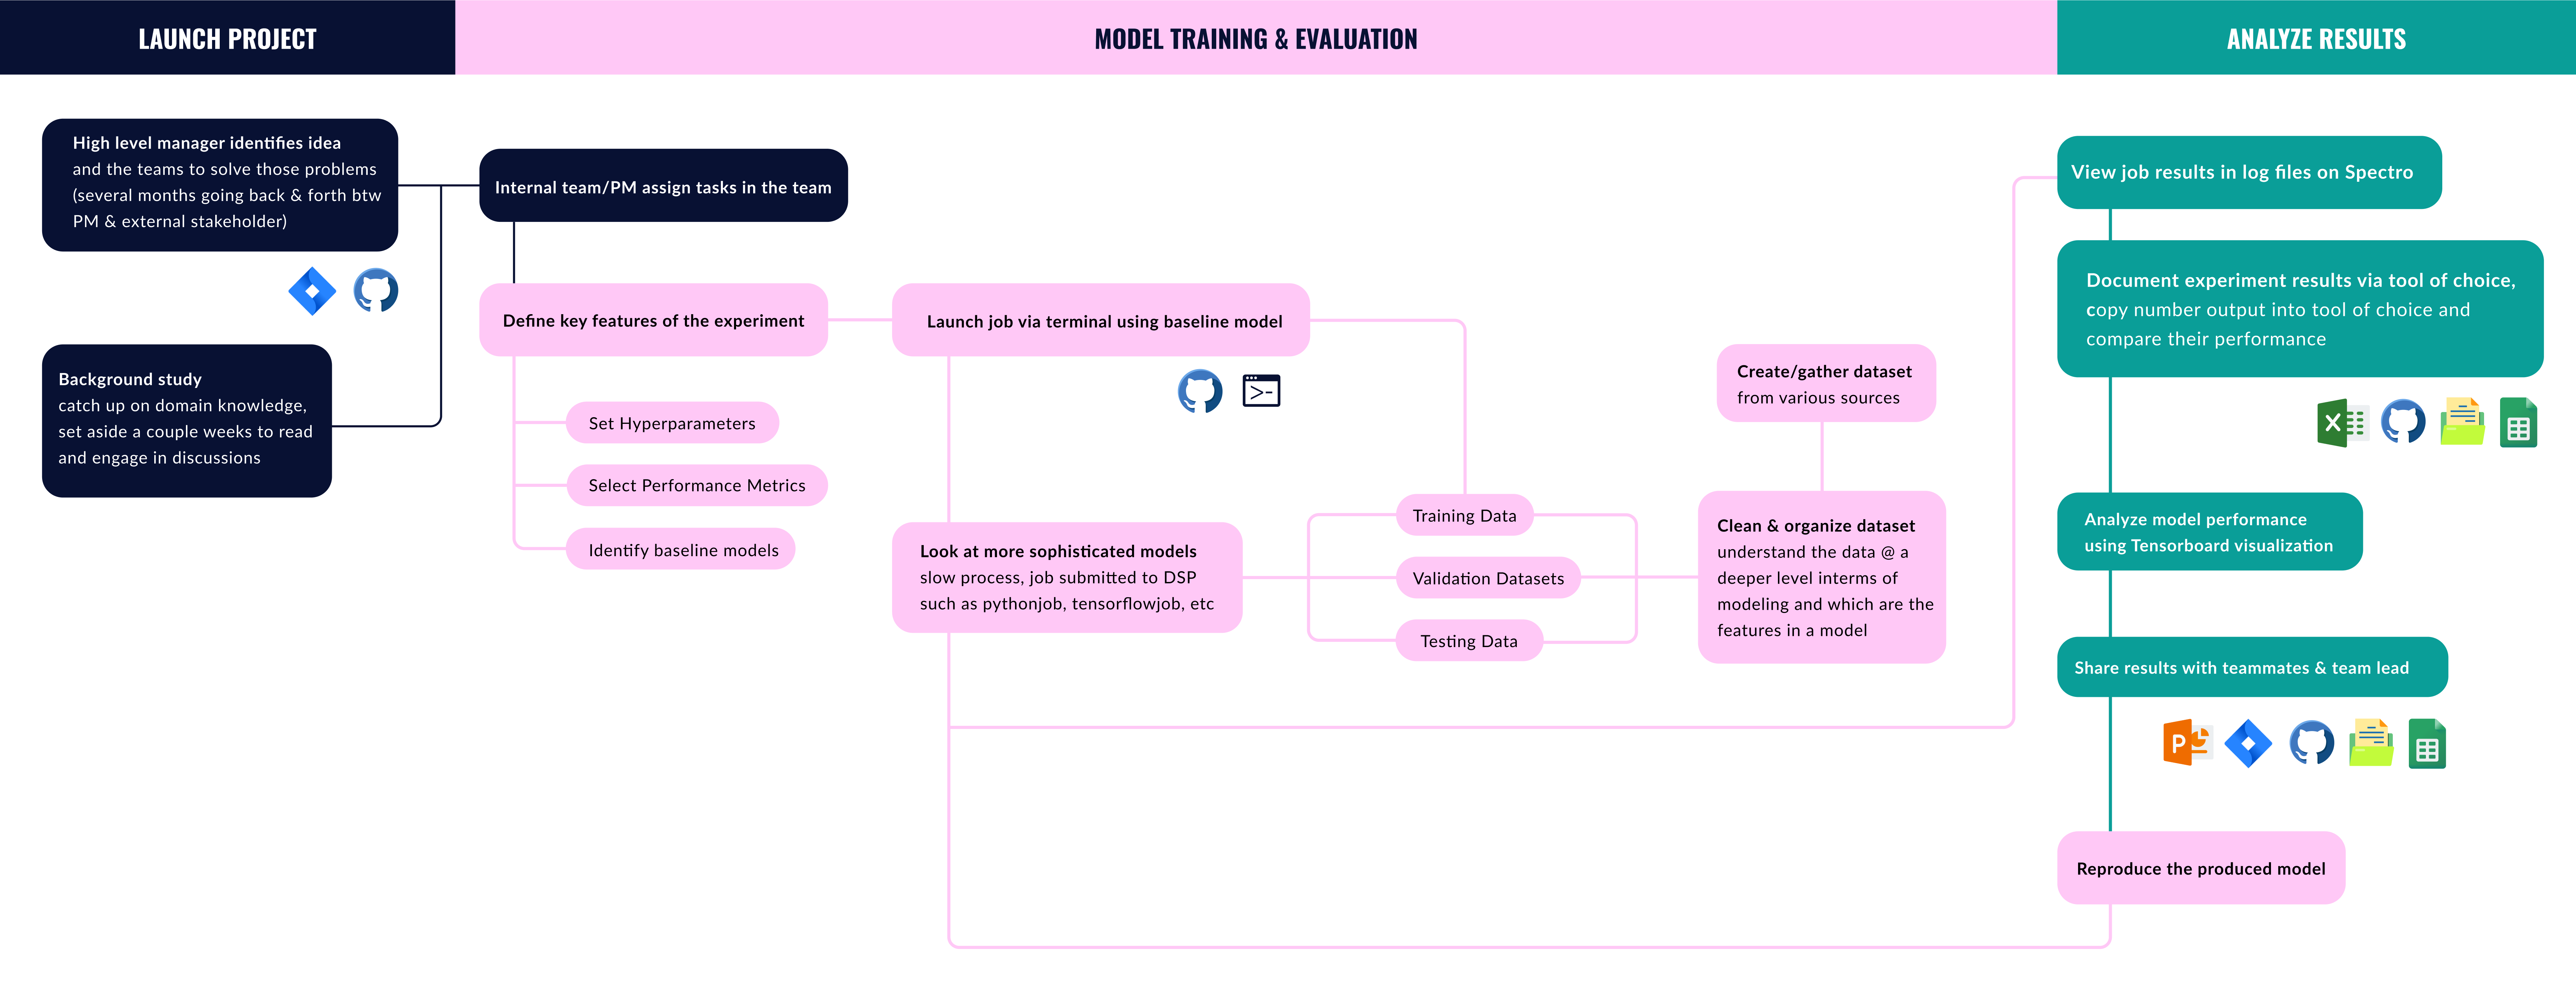 LAUNCH PROJECT
MODEL TRAINING & EVALUATION
ANALYZE RESULTS
High level manager identifies idea
and the teams to solve those problems
(several months going back & forth btw
PM & external stakeholder)
Background study
catch up on domain knowledge,
set aside a couple weeks to read
and engage in discussions
Internal team/PM assign tasks in the team
Define key features of the experiment
Set Hyperparameters
Select Performance Metrics
Identify baseline models
Launch job via terminal using baseline model
>-
Look at more sophisticated models
slow process, job submitted to DSP
such as pythonjob, tensorflowjob, etc
Training Data
Validation Datasets
Testing Data
Create/gather dataset
from various sources
Clean & organize dataset
understand the data @ a
deeper level interms of
modeling and which are the
features in a model
View job results in log files on Spectro
Document experiment results via tool of choice,
copy number output into tool of choice and
compare their performance
X
Analyze model performance
using Tensorboard visualization
Share results with teammates & team lead
P
Reproduce the produced model